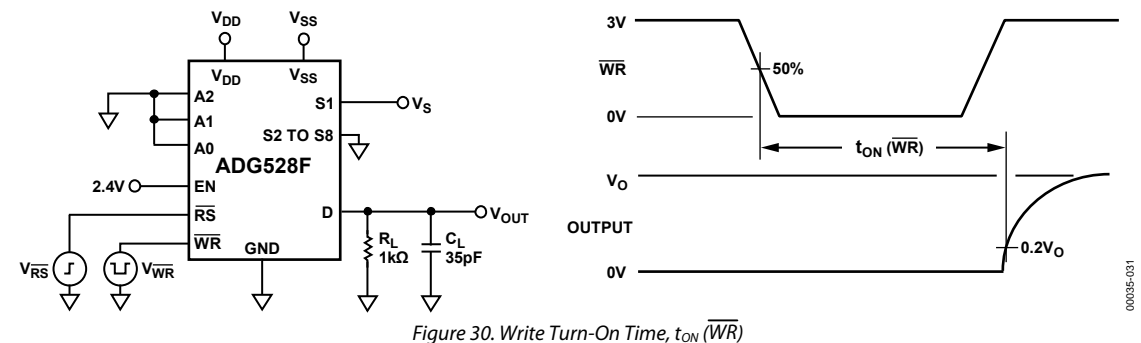 VDD
VSS
VDD
VSS
A2
A1
A0
S1
VS
S2 TO S8
ADG528F
2.4V
EN
RS
WR
D
VOUT
GND
RL
1kΩ
CL
35pF
VRS
VWR
3V
WR
50%
0V
tON (WR)
VO
OUTPUT
0.2VO
0V
00035-031
Figure 30. Write Turn-On Time, tON (WR)